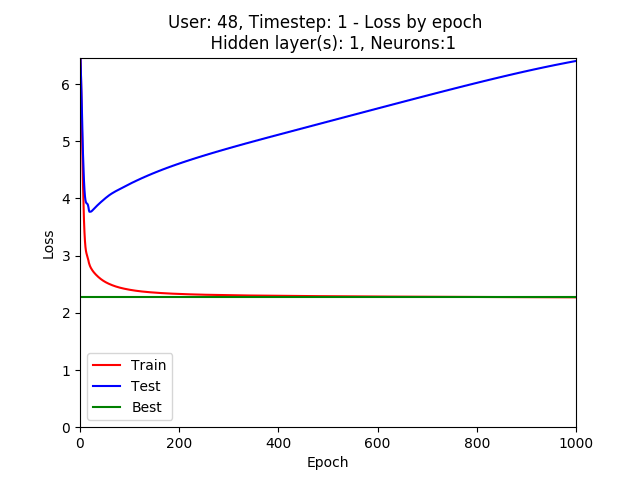 User: 48, Timestep: 1 - Loss by epoch
Hidden layer(s): 1, Neurons:1
6
5
4
3
2
1
0
Loss
Train
Test
Best
0 200 400 600 800 1000
Epoch